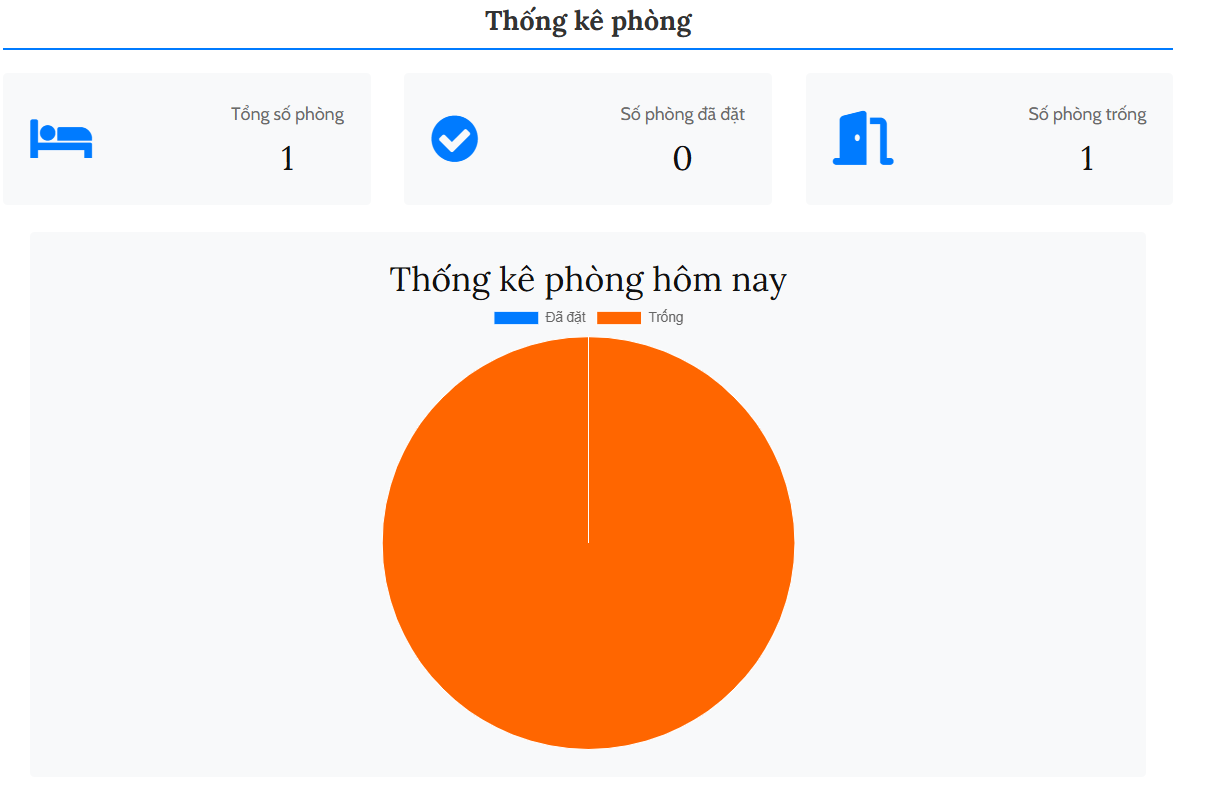 Thống kê phòng
Tổng số phòng
1
Số phòng đã đặt
0
Số phòng trống
1
Thống kê phòng hôm nay
Đã đặt
Trống